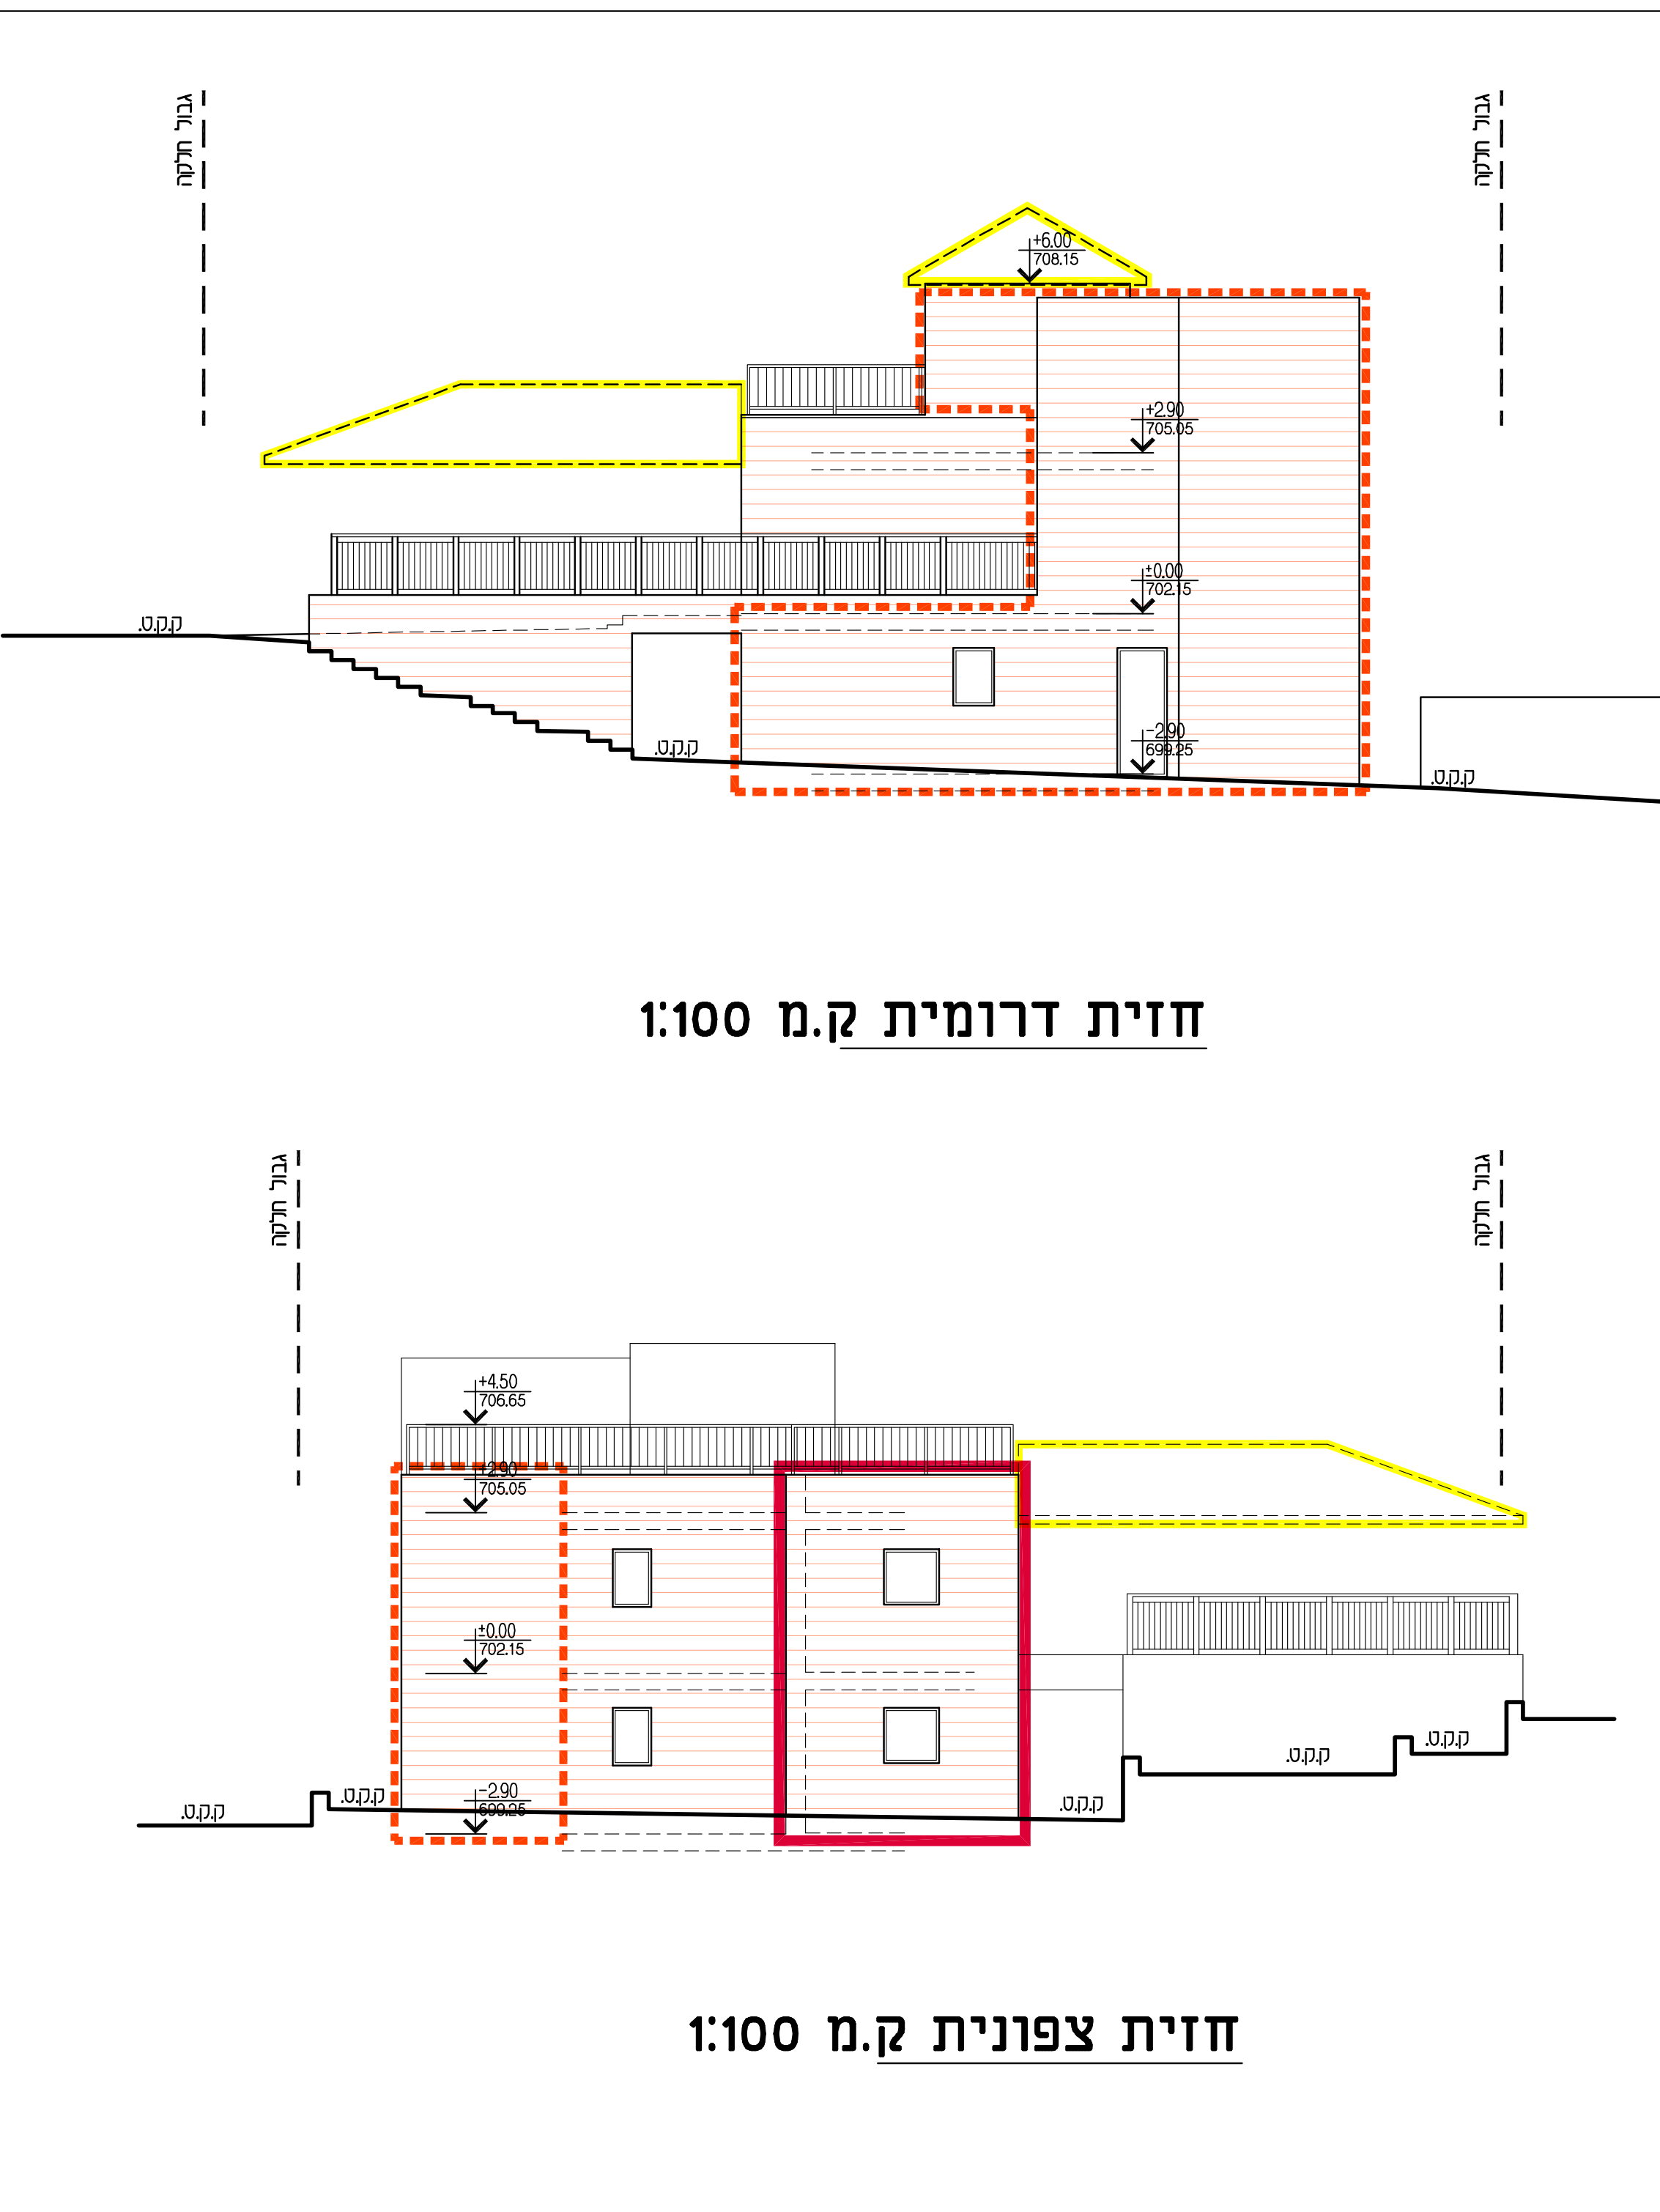 גבול חלקה
גבול חלקה
+6.00
708.15
+2.90
705.05
±0.00
702.15
ק.ק.ט.
-2.90
699.25
ק.ק.ט.
ק.ק.ט.
חזית דרומית ק.מ 1:100
גבול חלקה
גבול חלקה
+4.50
706.65
+2.90
705.05
±0.00
702.15
ק.ק.ט.
ק.ק.ט.
-2.90
699.25
ק.ק.ט.
ק.ק.ט.
ק.ק.ט.
חזית צפונית ק.מ 1:100